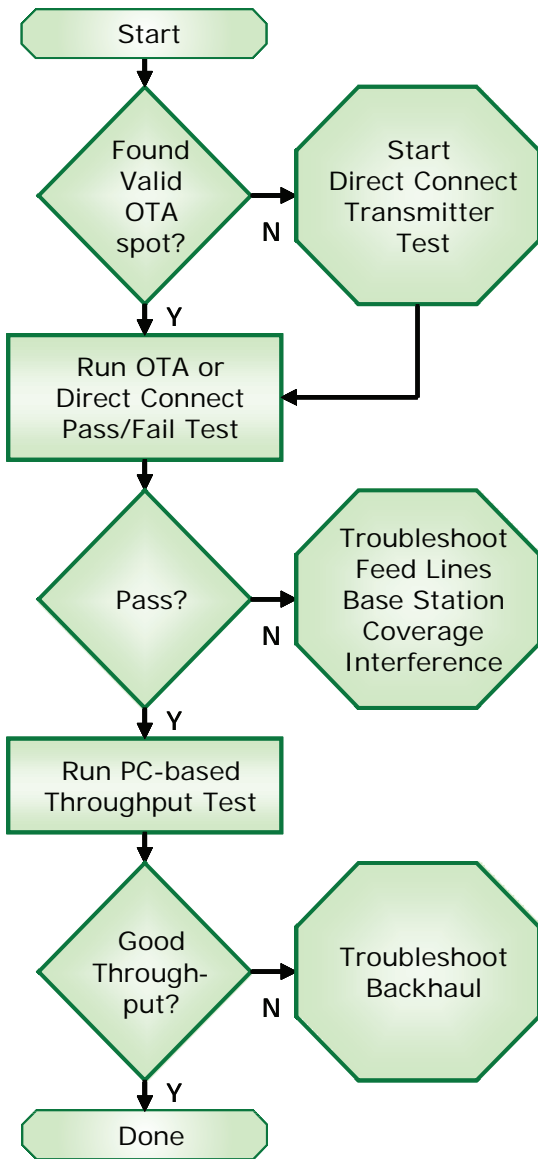 Start
Found
Valid
OTA
spot?
N
Start
Direct Connect
Transmitter
Test
Y
Run OTA or
Direct Connect
Pass/Fail Test
Pass?
N
Troubleshoot
Feed Lines
Base Station
Coverage
Interference
Y
Run PC-based
Throughput Test
Good
Through-
put?
N
Troubleshoot
Backhaul
Y
Done